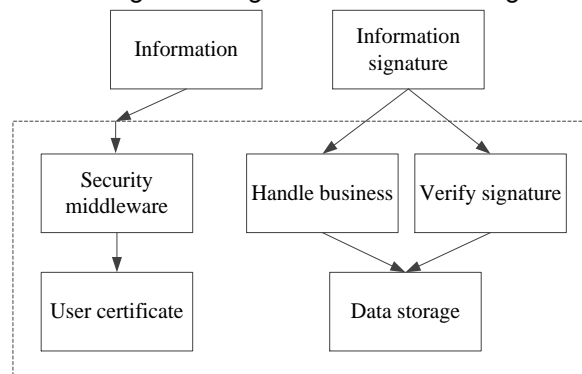 Information
Information
signature
Security
middleware
Handle business
Verify signature
User certificate
Data storage